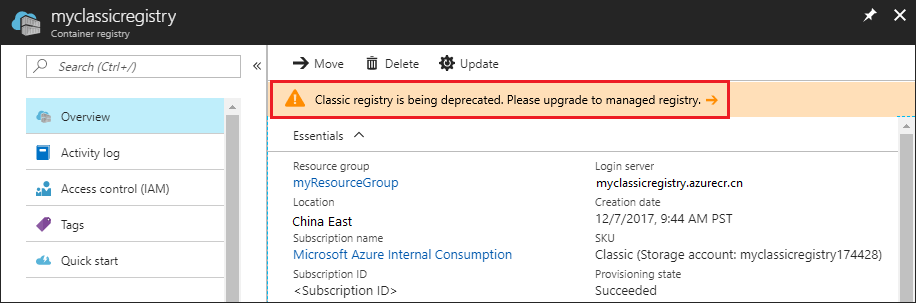 myclassicregistry
Container registry
Search (Ctrl+/)
Overview
Activity log
Access control (IAM)
Tags
Quick start
Move Delete Update
Classic registry is being deprecated. Please upgrade to managed registry.
Essentials
Resource group
myResourceGroup
Location
China East
Subscription name
Microsoft Azure Internal Consumption
Subscription ID
<Subscription ID>
Login server
myclassicregistry.azurecr.cn
Creation date
12/7/2017, 9:44 AM PST
SKU
Classic (Storage account: myclassicregistry174428)
Provisioning state
Succeeded